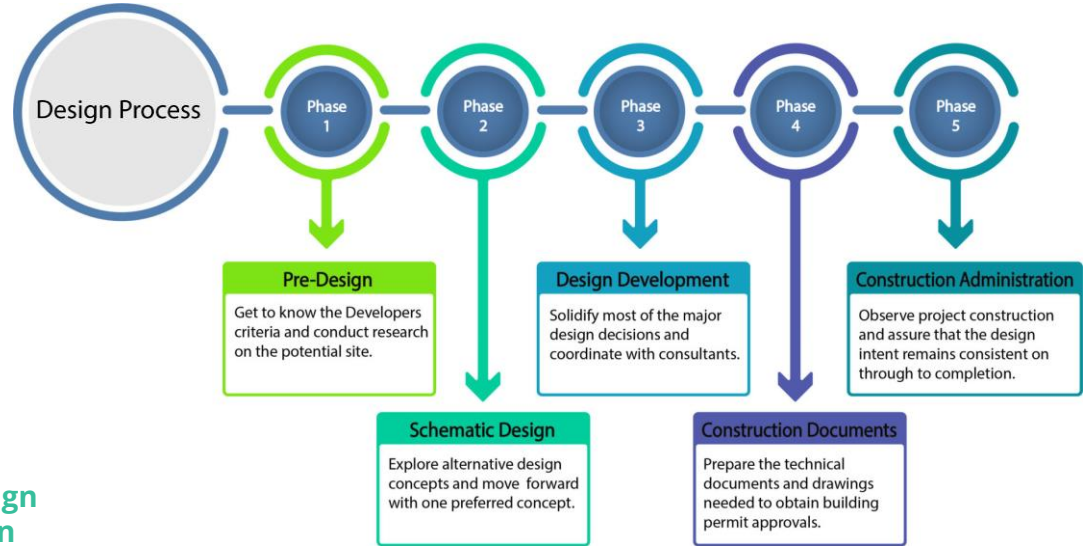 Design Process
Phase
1
Phase
2
Phase
3
Phase
4
Phase
5
Pre-Design
Get to know the Developers
criteria and conduct research
on the potential site.
Design Development
Solidify most of the major
design decisions and
coordinate with consultants.
Construction Administration
Observe project construction
and assure that the design
intent remains consistent on
through to completion.
Schematic Design
Explore alternative design
concepts and move forward
with one preferred concept.
Construction Documents
Prepare the technical
documents and drawings
needed to obtain building
permit approvals.
gn
n